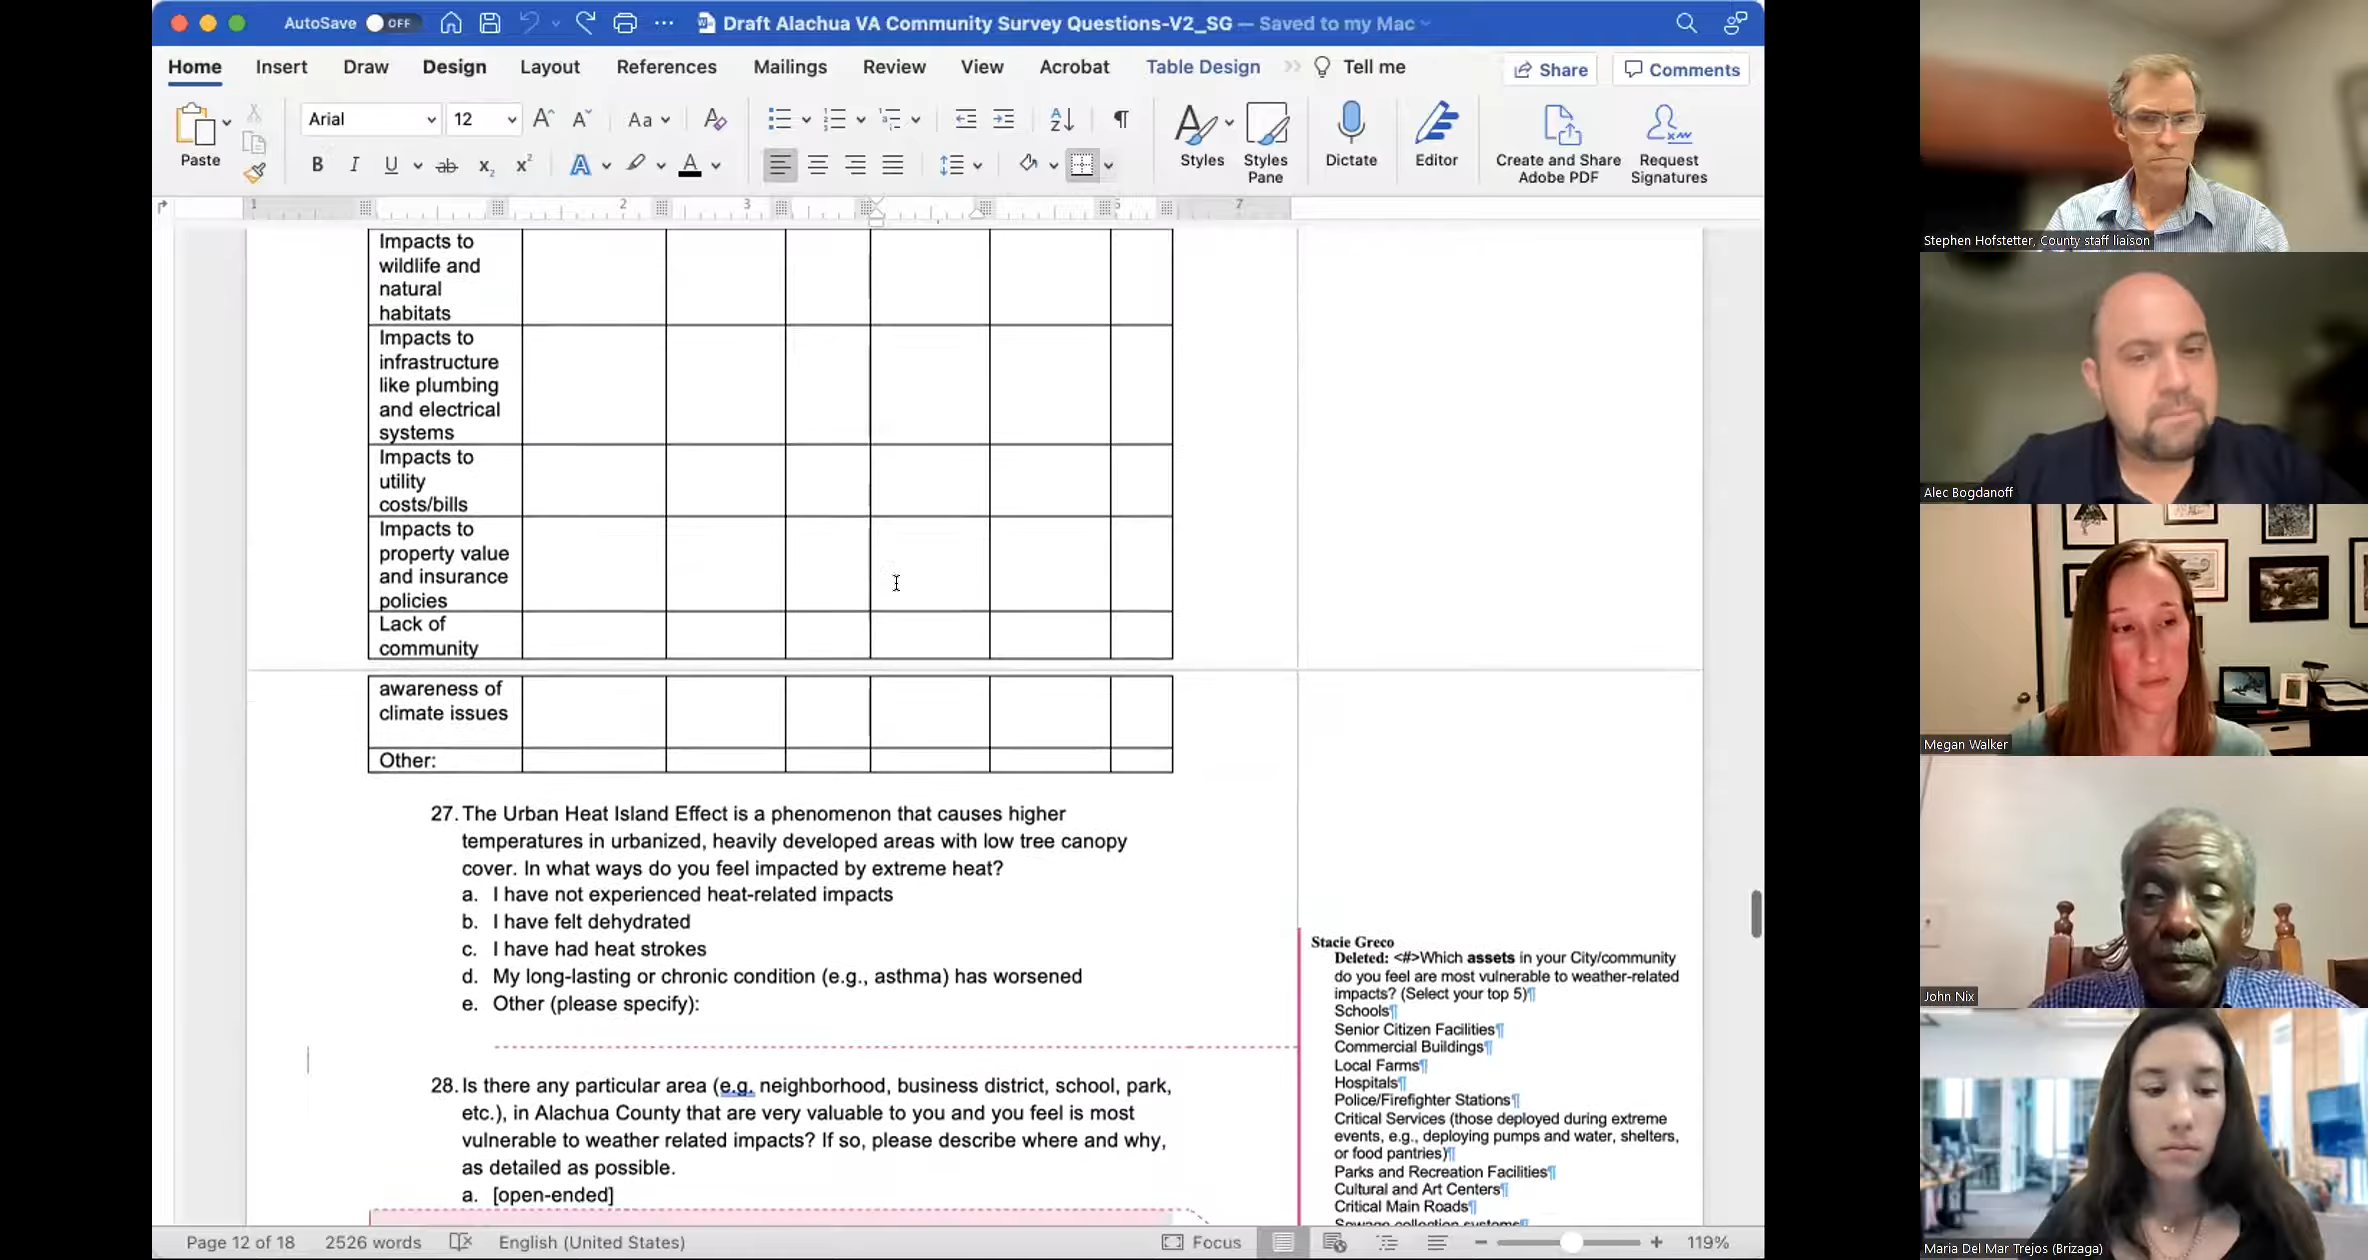 AutoSave OFF
Draft Alachua VA Community Survey Questions-V2_SG — Saved to my Mac
Home Insert Draw Design Layout References Mailings Review View Acrobat Table Design Tell me
Share Comments
Paste
Arial 12
Styles
Styles Pane
Dictate
Editor
Create and Share Adobe PDF
Request Signatures
1 2 3 5 7
Impacts to
wildlife and
natural
habitats
Impacts to
infrastructure
like plumbing
and electrical
systems
Impacts to
utility
costs/bills
Impacts to
property value
and insurance
policies
Lack of
community
awareness of
climate issues
Other:
27. The Urban Heat Island Effect is a phenomenon that causes higher
temperatures in urbanized, heavily developed areas with low tree canopy
cover. In what ways do you feel impacted by extreme heat?
a. I have not experienced heat-related impacts
b. I have felt dehydrated
c. I have had heat strokes
d. My long-lasting or chronic condition (e.g., asthma) has worsened
e. Other (please specify):
28. Is there any particular area (e.g. neighborhood, business district, school, park,
etc.), in Alachua County that are very valuable to you and you feel is most
vulnerable to weather related impacts? If so, please describe where and why,
as detailed as possible.
a. [open-ended]
Stacie Greco
Deleted: <#>Which assets in your City/community
do you feel are most vulnerable to weather-related
impacts? (Select your top 5)¶
Schools¶
Senior Citizen Facilities¶
Commercial Buildings¶
Local Farms¶
Hospitals¶
Police/Firefighter Stations¶
Critical Services (those deployed during extreme
events, e.g., deploying pumps and water, shelters,
or food pantries)¶
Parks and Recreation Facilities¶
Cultural and Art Centers¶
Critical Main Roads¶
Sewage collection systems¶
Page 12 of 18 2526 words English (United States) Focus 119%
Stephen Hofstetter, County staff liaison
Alec Bogdanoff
Megan Walker
John Nix
Maria Del Mar Trejos (Brizaga)